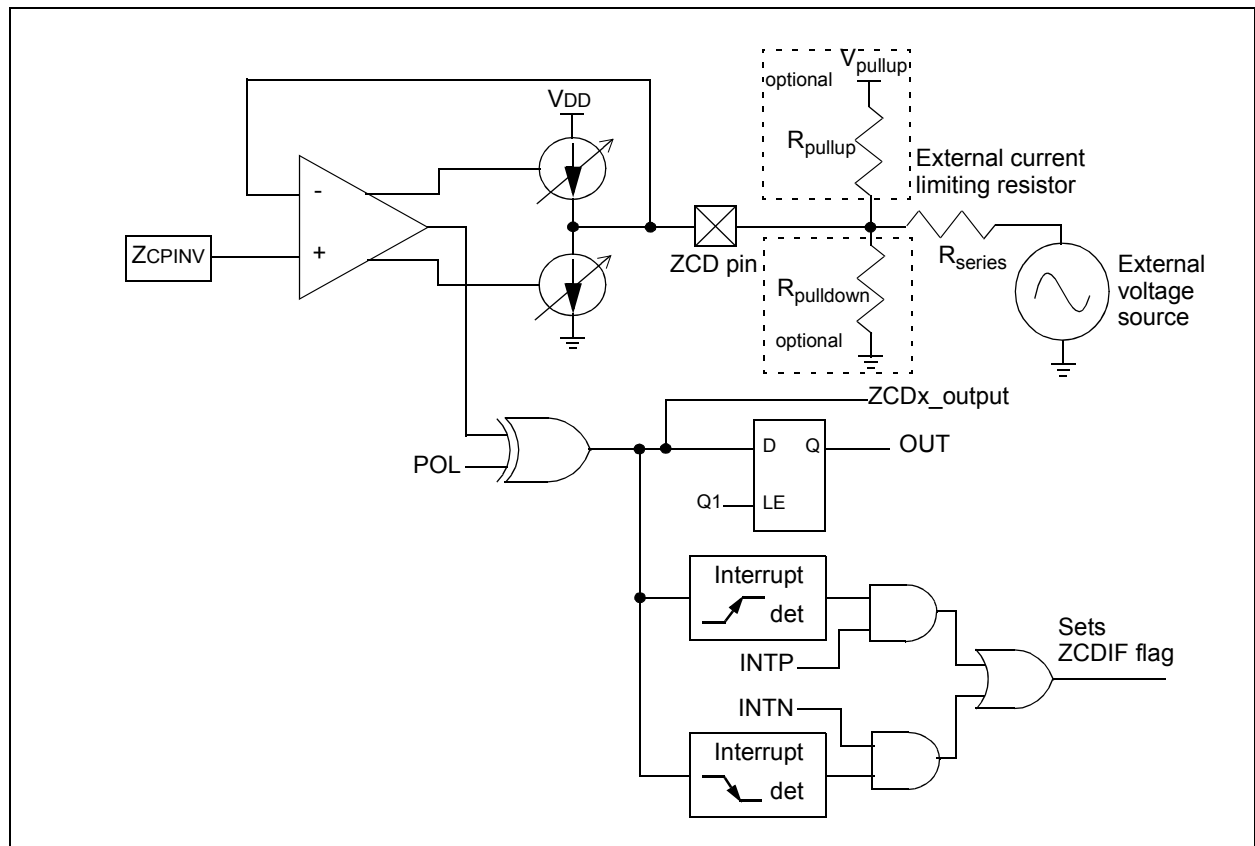 optional
Vpullup
VDD
Rpullup
External current
limiting resistor
-
ZCPINV
+
ZCD pin
Rseries
Rpulldown
External
voltage
source
optional
ZCDx_output
POL
D
Q
OUT
Q1
LE
Interrupt
det
INTP
Sets
ZCDIF flag
INTN
Interrupt
det